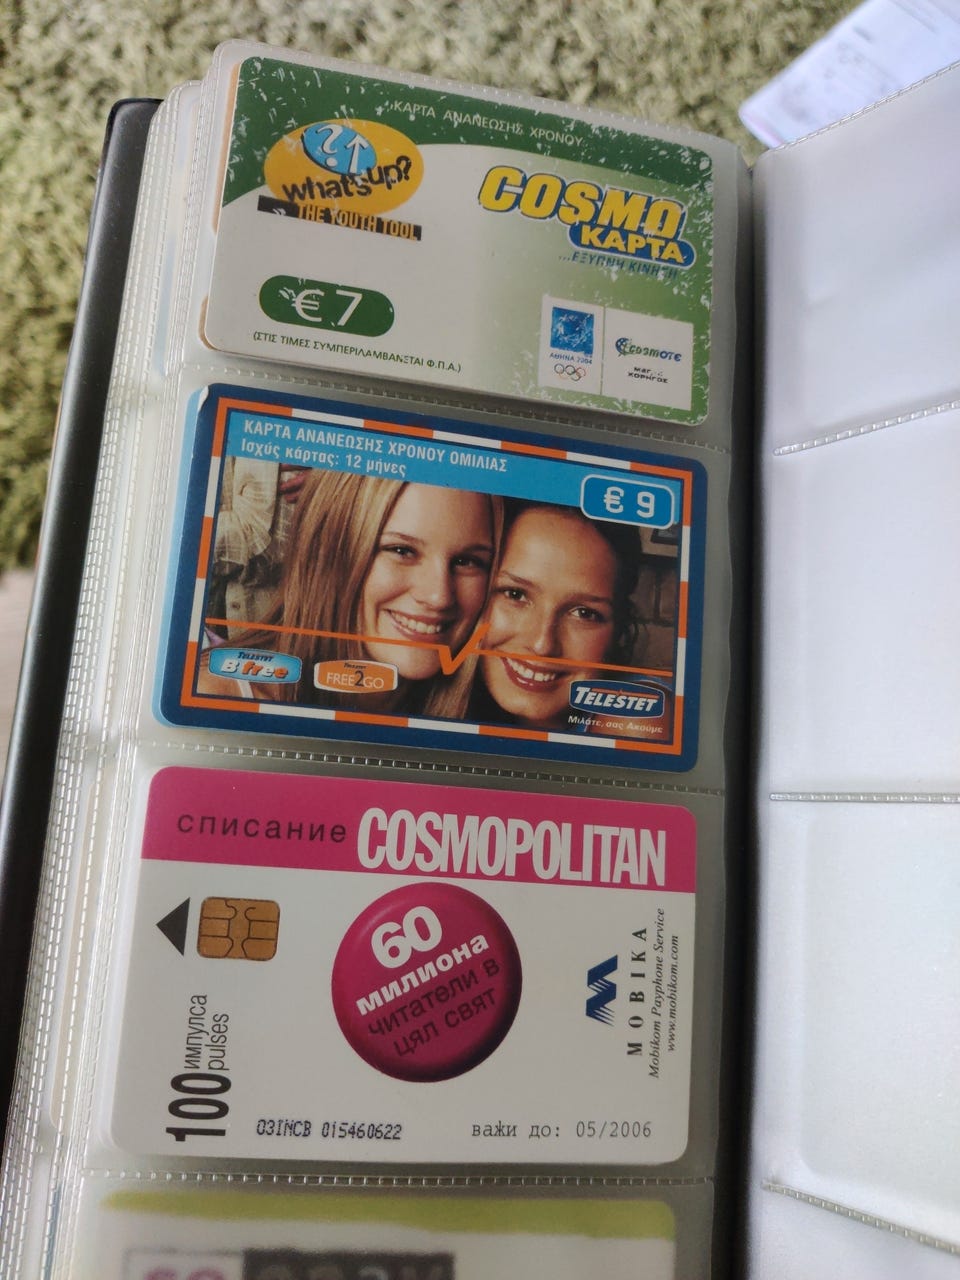 ΚΑΡΤΑ ΑΝΑΝΕΩΣΗΣ ΧΡΟΝΟΥ
what's up?
THE YOUTH TOOL
COSMO
ΚΑΡΤΑ
...ΕΞΥΠΝΗ ΚΙΝΗΣΗ
€ 7
(ΣΤΙΣ ΤΙΜΕΣ ΣΥΜΠΕΡΙΛΑΜΒΑΝΕΤΑΙ Φ.Π.Α.)
ΑΘΗΝΑ 2004
COSMOTE
ΧΟΡΗΓΟΣ
ΚΑΡΤΑ ΑΝΑΝΕΩΣΗΣ ΧΡΟΝΟΥ ΟΜΙΛΙΑΣ
Ισχύς κάρτας: 12 μήνες
€ 9
TELESTET
B'free
TELESTET
FREE2GO
TELESTET
Μιλάτε, σας Ακούμε
списание COSMOPOLITAN
60
милиона
читатели в
цял свят
100 импулса
pulses
MOBIKA
Mobikom Payphone Service
www.mobikom.com
03INCB 015460622
важи до: 05/2006